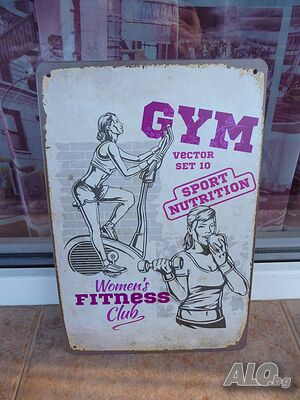 GYM
VECTOR
SET 10
SPORT
NUTRITION
Women's
FITNESS
Club
ALO.bg